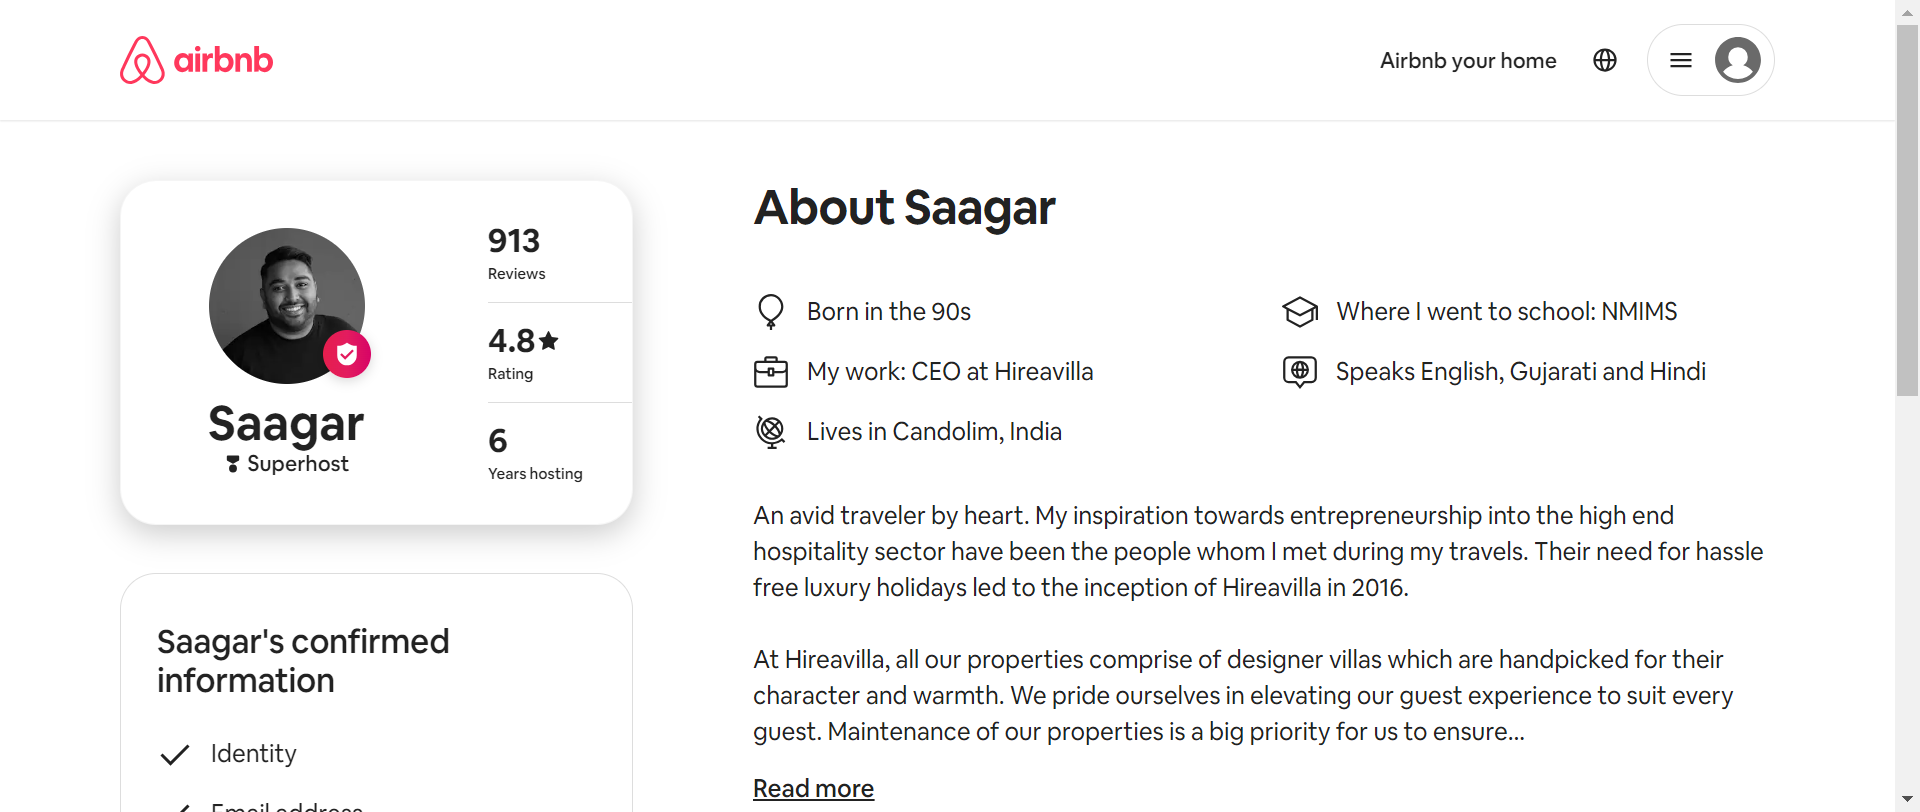 airbnb
Airbnb your home
913
Reviews
4.8★
Rating
6
Years hosting
Saagar
Superhost
About Saagar
Born in the 90s
Where I went to school: NMIMS
My work: CEO at Hireavilla
Speaks English, Gujarati and Hindi
Lives in Candolim, India
An avid traveler by heart. My inspiration towards entrepreneurship into the high end
hospitality sector have been the people whom I met during my travels. Their need for hassle
free luxury holidays led to the inception of Hireavilla in 2016.
At Hireavilla, all our properties comprise of designer villas which are handpicked for their
character and warmth. We pride ourselves in elevating our guest experience to suit every
guest. Maintenance of our properties is a big priority for us to ensure...
Read more
Saagar's confirmed
information
Identity
Email address